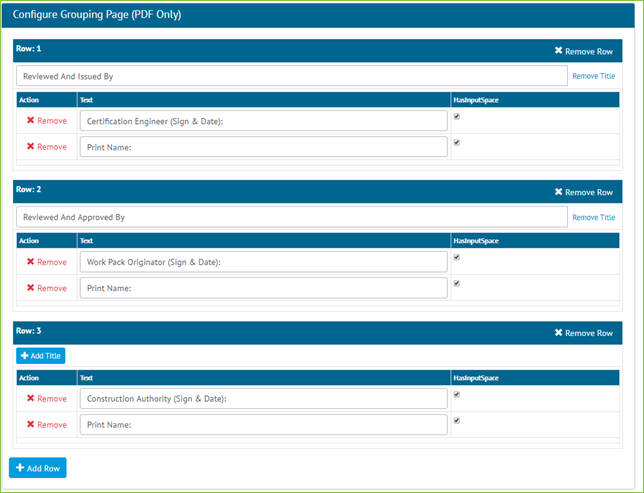 Configure Grouping Page (PDF Only)
Row: 1 Remove Row
Reviewed And Issued By Remove Title
Action Text HasInputSpace
Remove Certification Engineer (Sign & Date):
Remove Print Name:
Row: 2 Remove Row
Reviewed And Approved By Remove Title
Action Text HasInputSpace
Remove Work Pack Originator (Sign & Date):
Remove Print Name:
Row: 3 Remove Row
Add Title
Action Text HasInputSpace
Remove Construction Authority (Sign & Date):
Remove Print Name:
Add Row